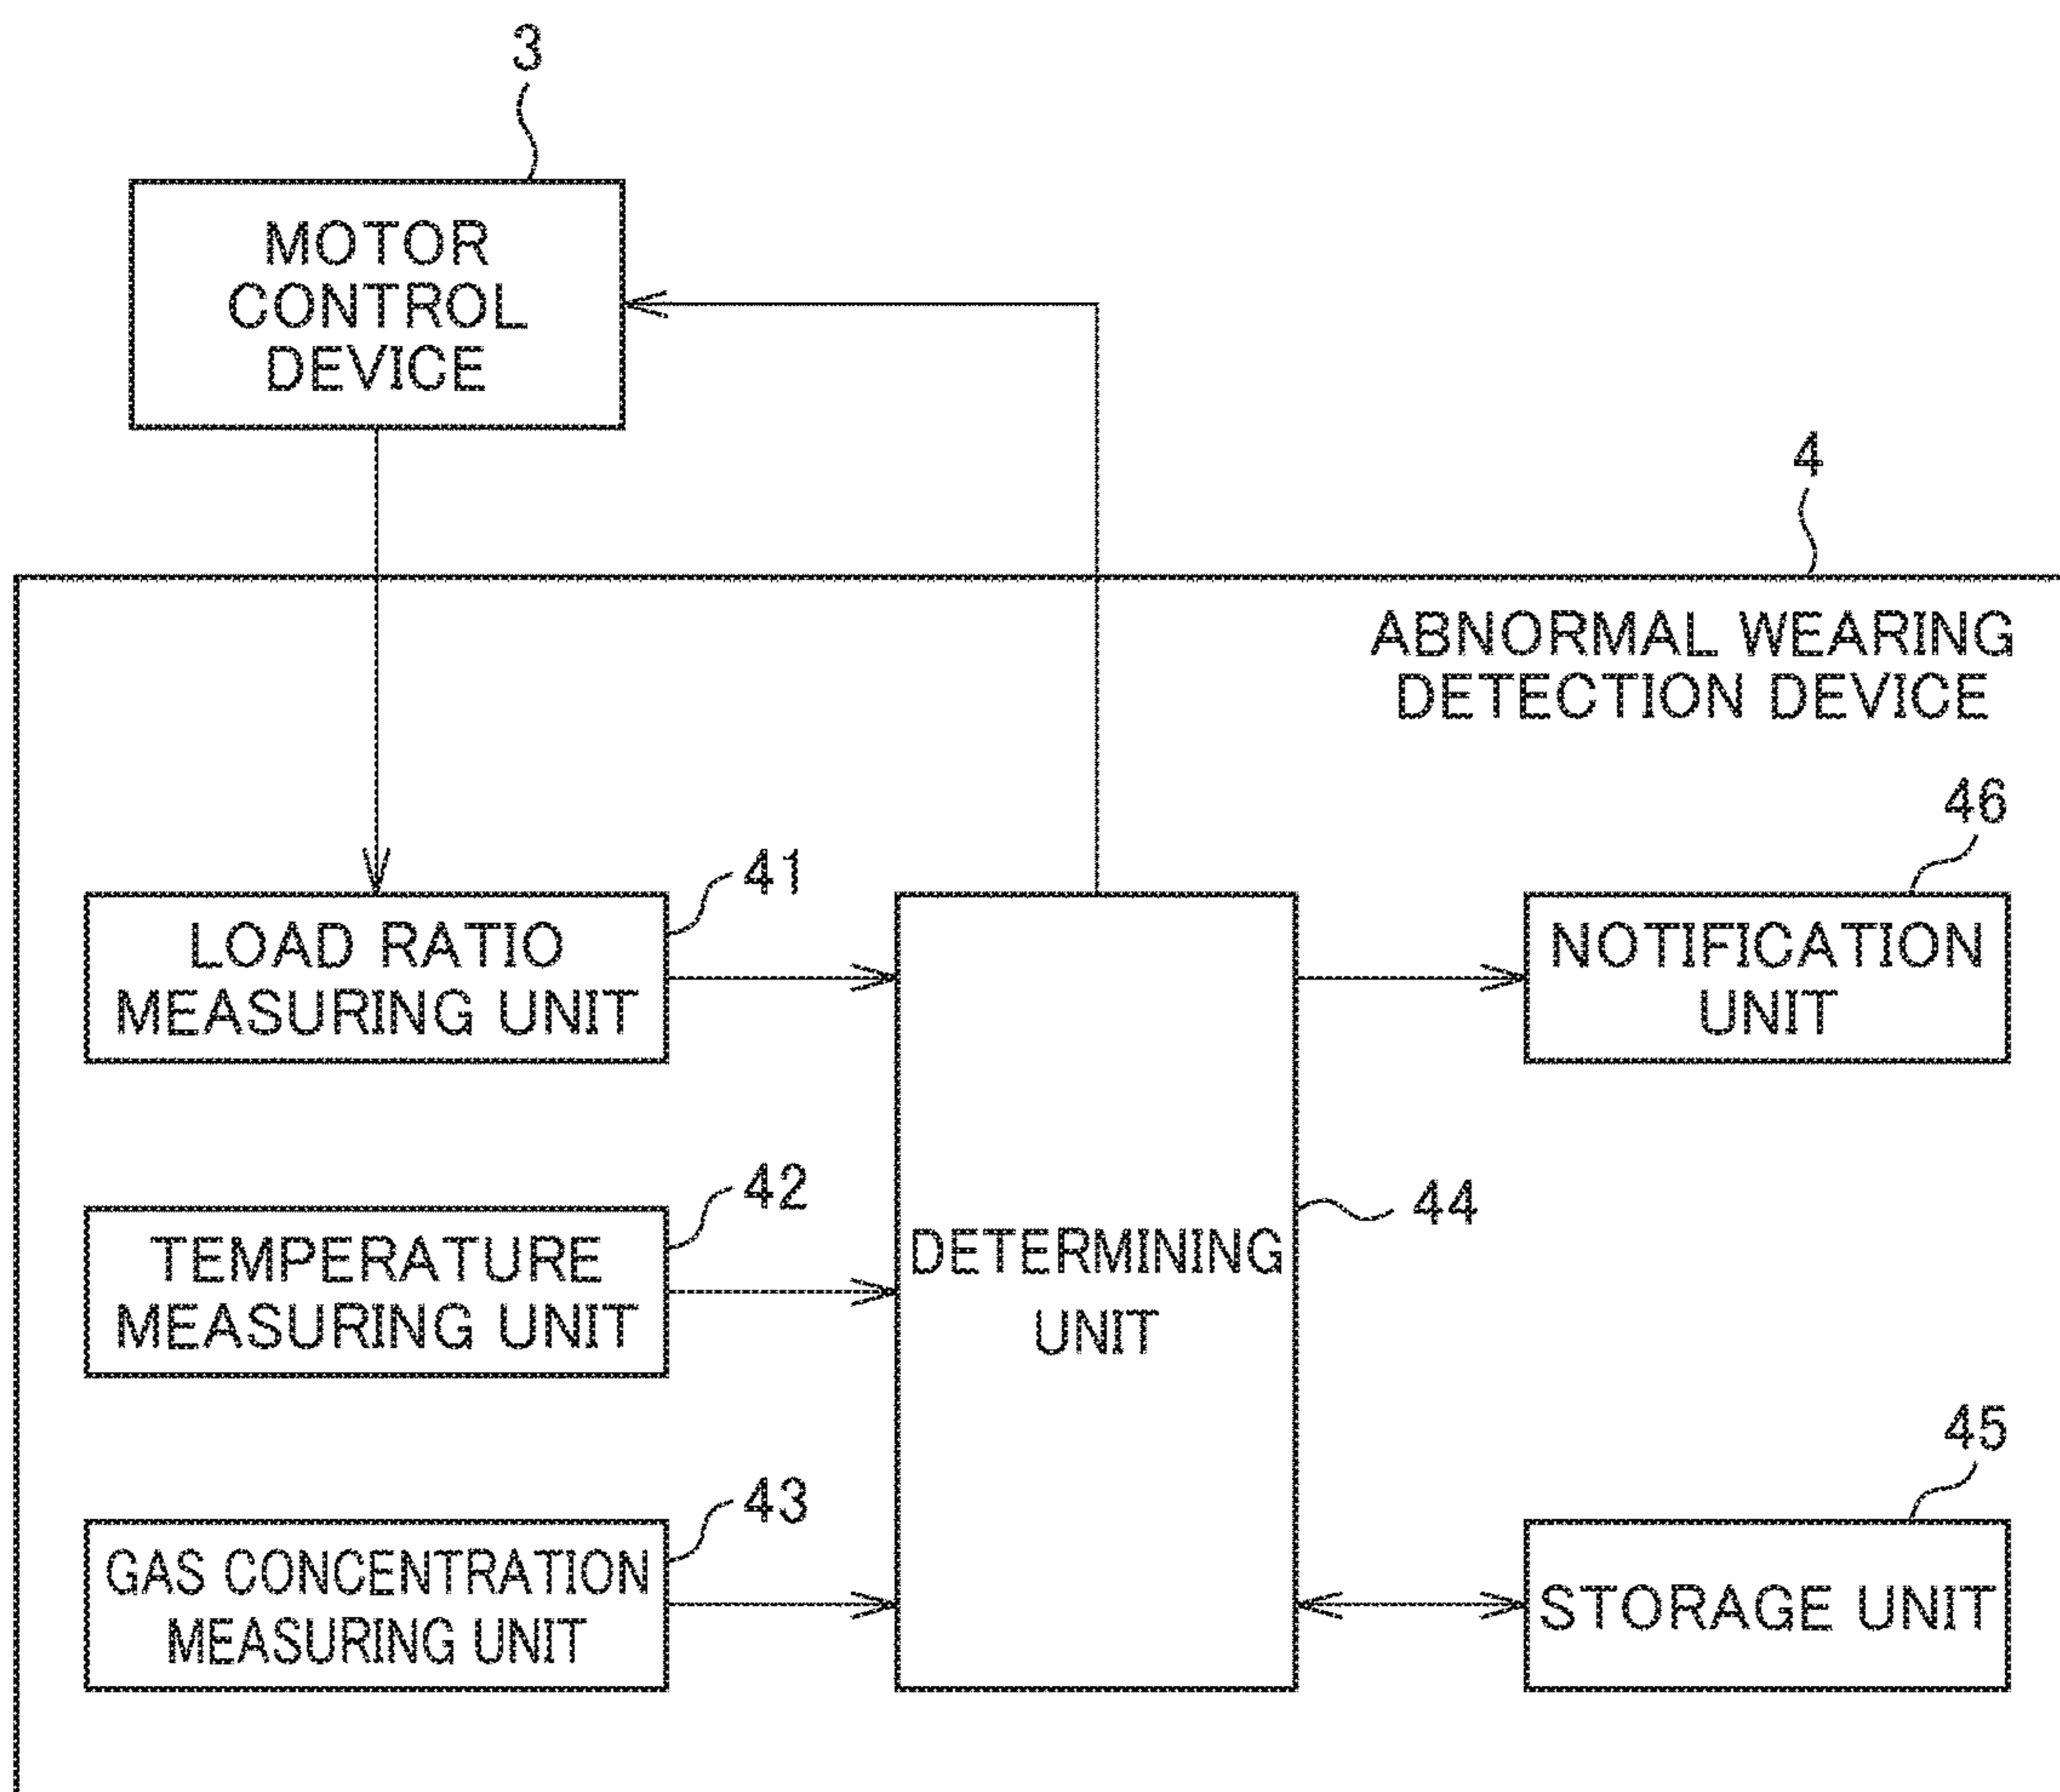 3
MOTOR
CONTROL
DEVICE
4
ABNORMAL WEARING
DETECTION DEVICE
41
LOAD RATIO
MEASURING UNIT
46
NOTIFICATION
UNIT
42
TEMPERATURE
MEASURING UNIT
44
DETERMINING
UNIT
43
GAS CONCENTRATION
MEASURING UNIT
45
STORAGE UNIT